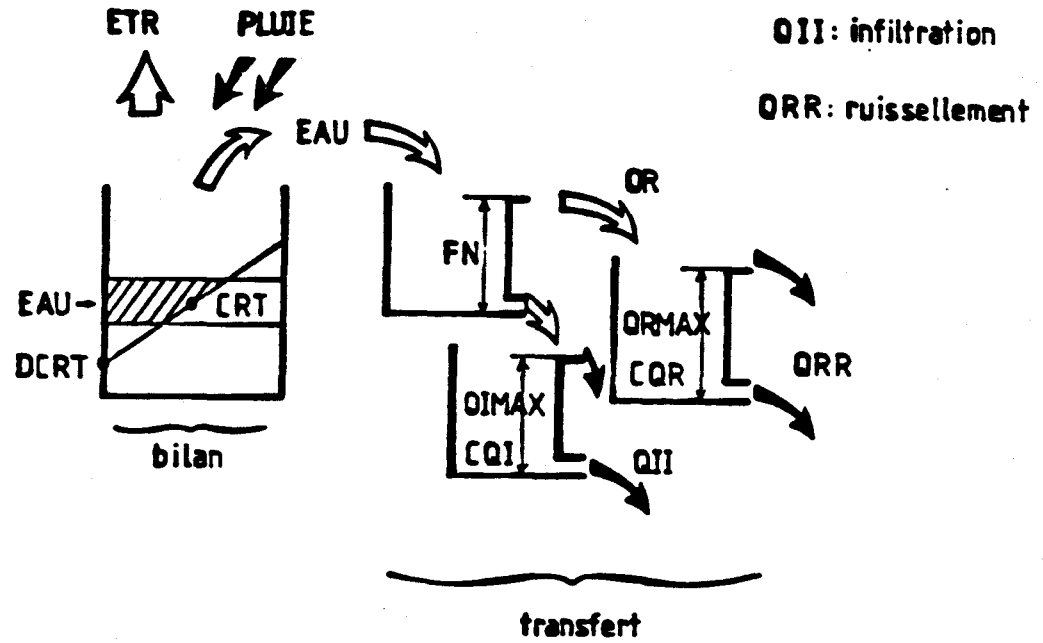 ETR
PLUIE
QII: infiltration
QRR: ruissellement
EAU
QR
FN
EAU
CRT
DCRT
QRMAX
CQR
QRR
QIMAX
CQI
QII
bilan
transfert